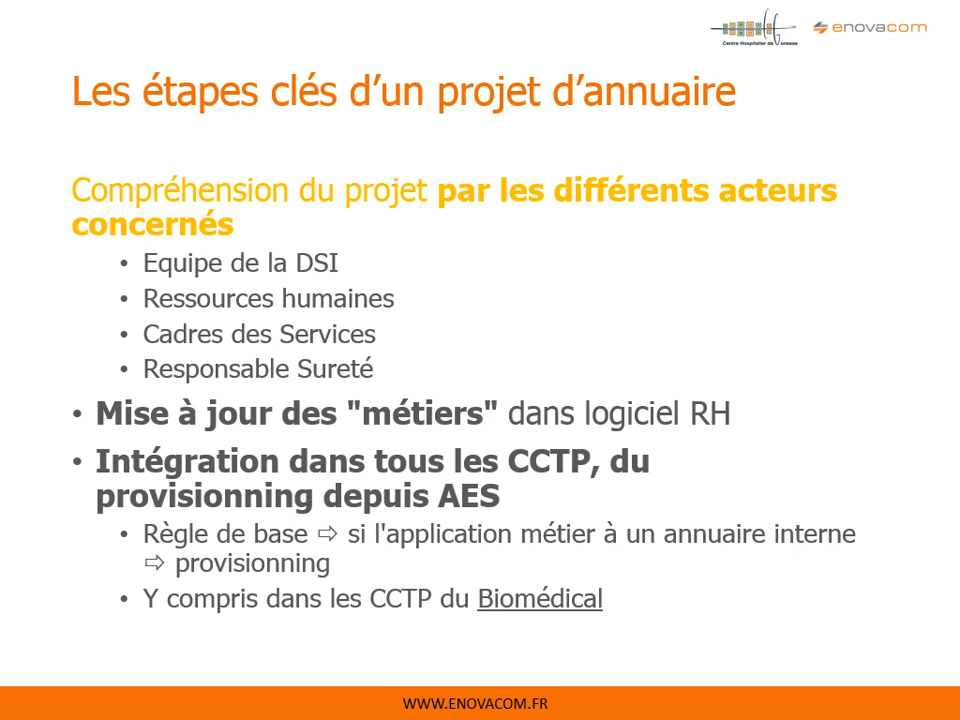 Centre Hospitalier de Gonesse
enovacom
Les étapes clés d’un projet d’annuaire
Compréhension du projet par les différents acteurs
concernés
• Equipe de la DSI
• Ressources humaines
• Cadres des Services
• Responsable Sureté
• Mise à jour des "métiers" dans logiciel RH
• Intégration dans tous les CCTP, du
provisionning depuis AES
• Règle de base ⇨ si l'application métier à un annuaire interne
⇨ provisionning
• Y compris dans les CCTP du Biomédical
WWW.ENOVACOM.FR